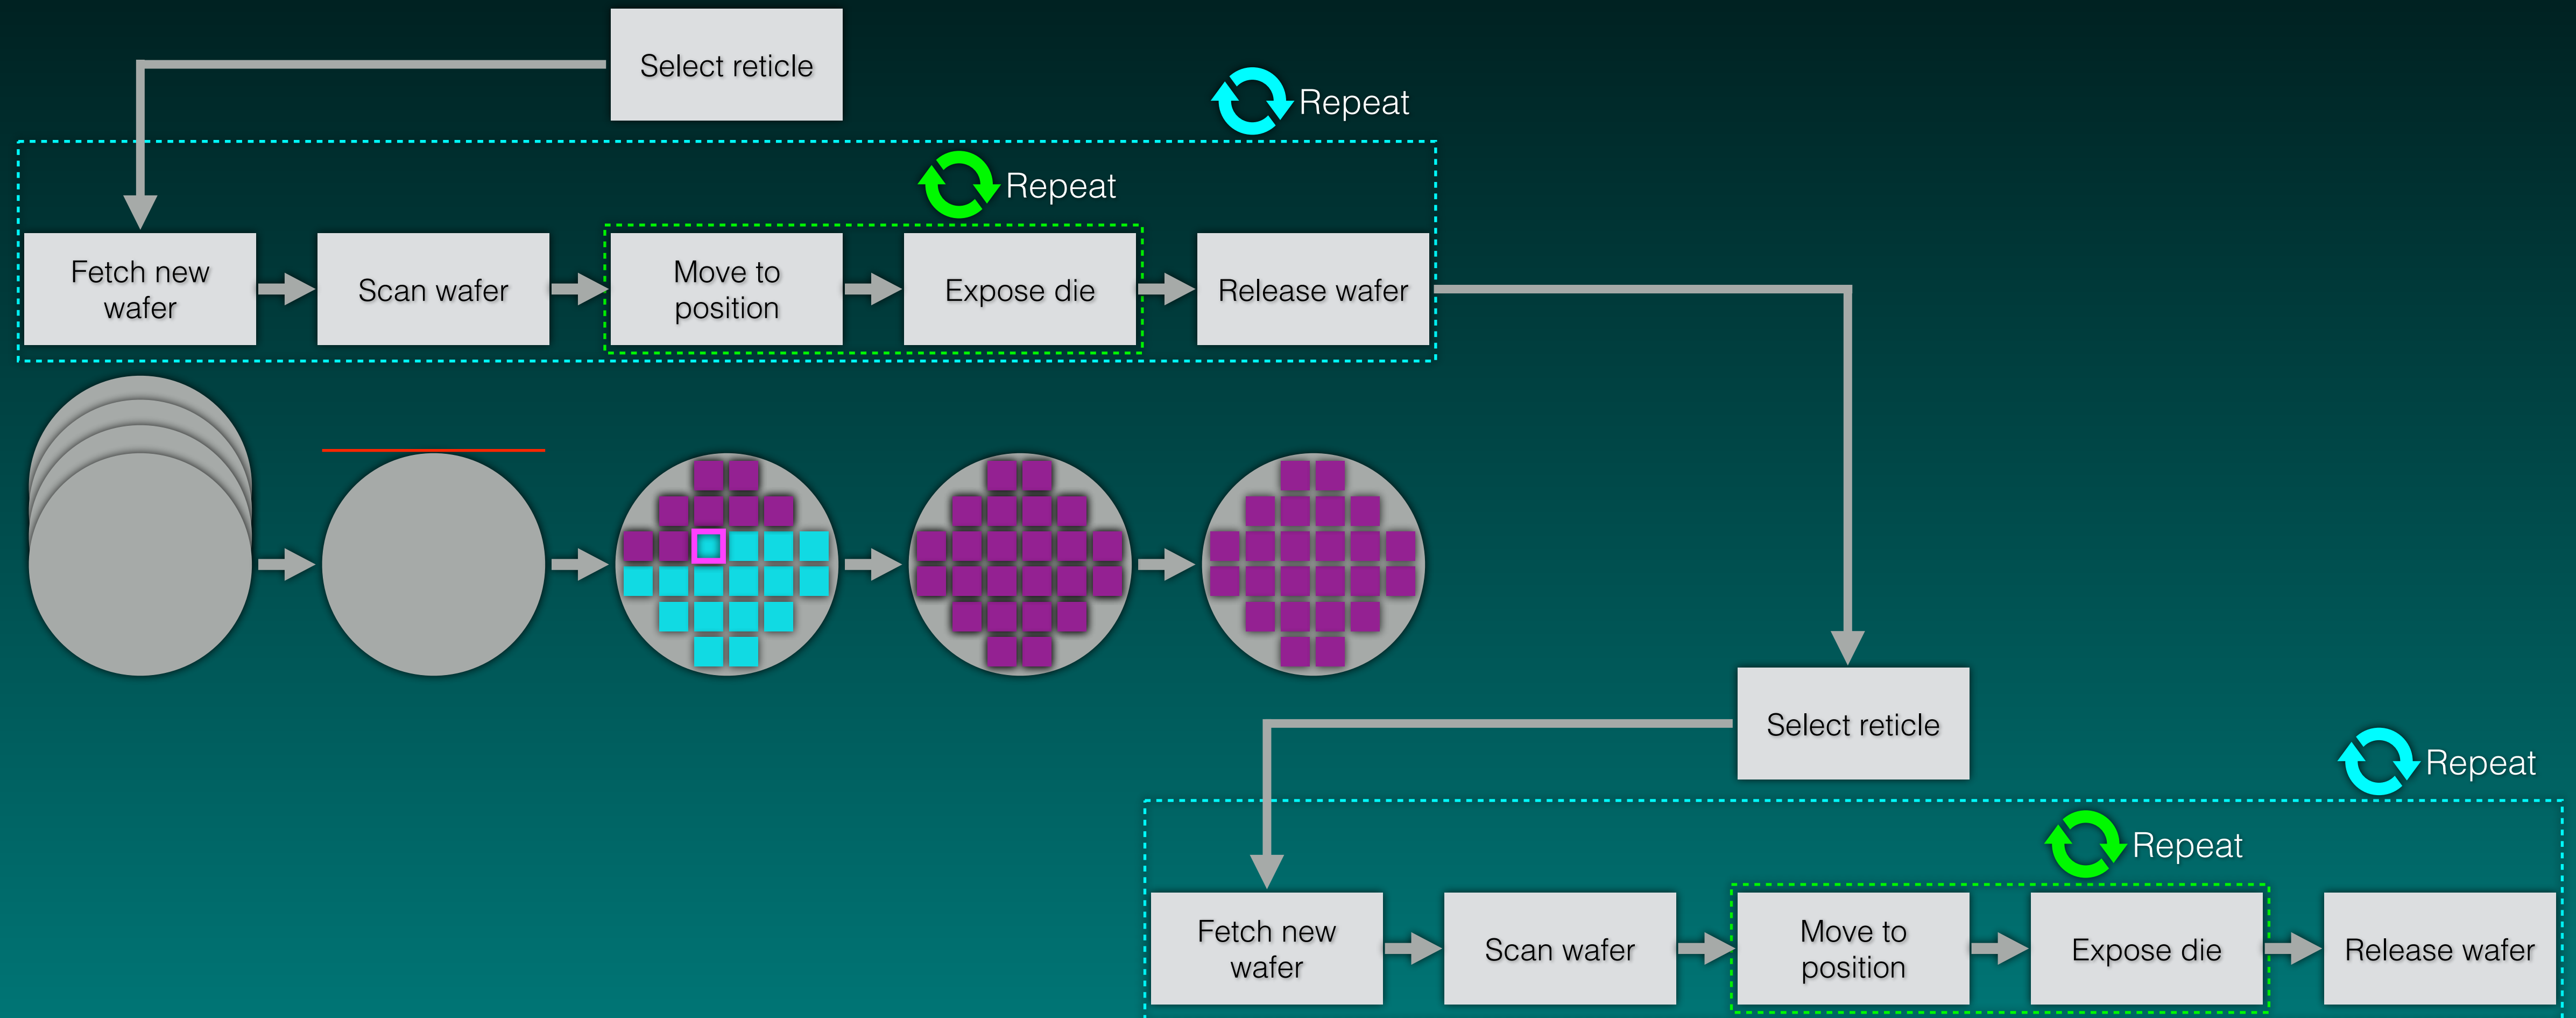 Select reticle
Repeat
Repeat
Fetch new
wafer
Scan wafer
Move to
position
Expose die
Release wafer
Select reticle
Repeat
Repeat
Fetch new
wafer
Scan wafer
Move to
position
Expose die
Release wafer